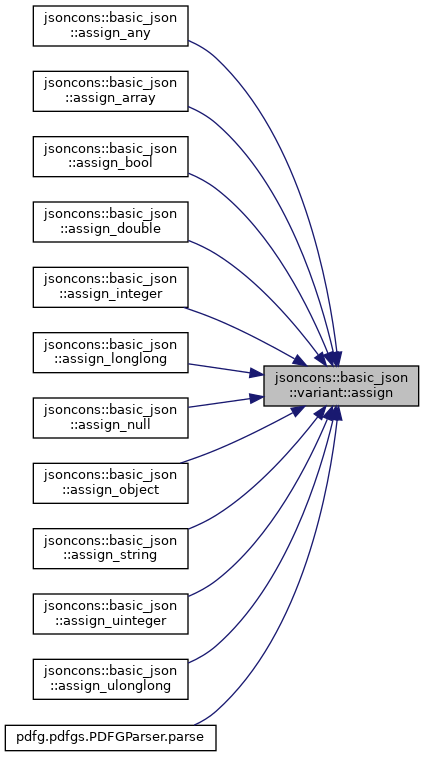 jsoncons::basic_json
::assign_any
jsoncons::basic_json
::assign_array
jsoncons::basic_json
::assign_bool
jsoncons::basic_json
::assign_double
jsoncons::basic_json
::assign_integer
jsoncons::basic_json
::assign_longlong
jsoncons::basic_json
::variant::assign
jsoncons::basic_json
::assign_null
jsoncons::basic_json
::assign_object
jsoncons::basic_json
::assign_string
jsoncons::basic_json
::assign_uinteger
jsoncons::basic_json
::assign_ulonglong
pdfg.pdfgs.PDFGParser.parse